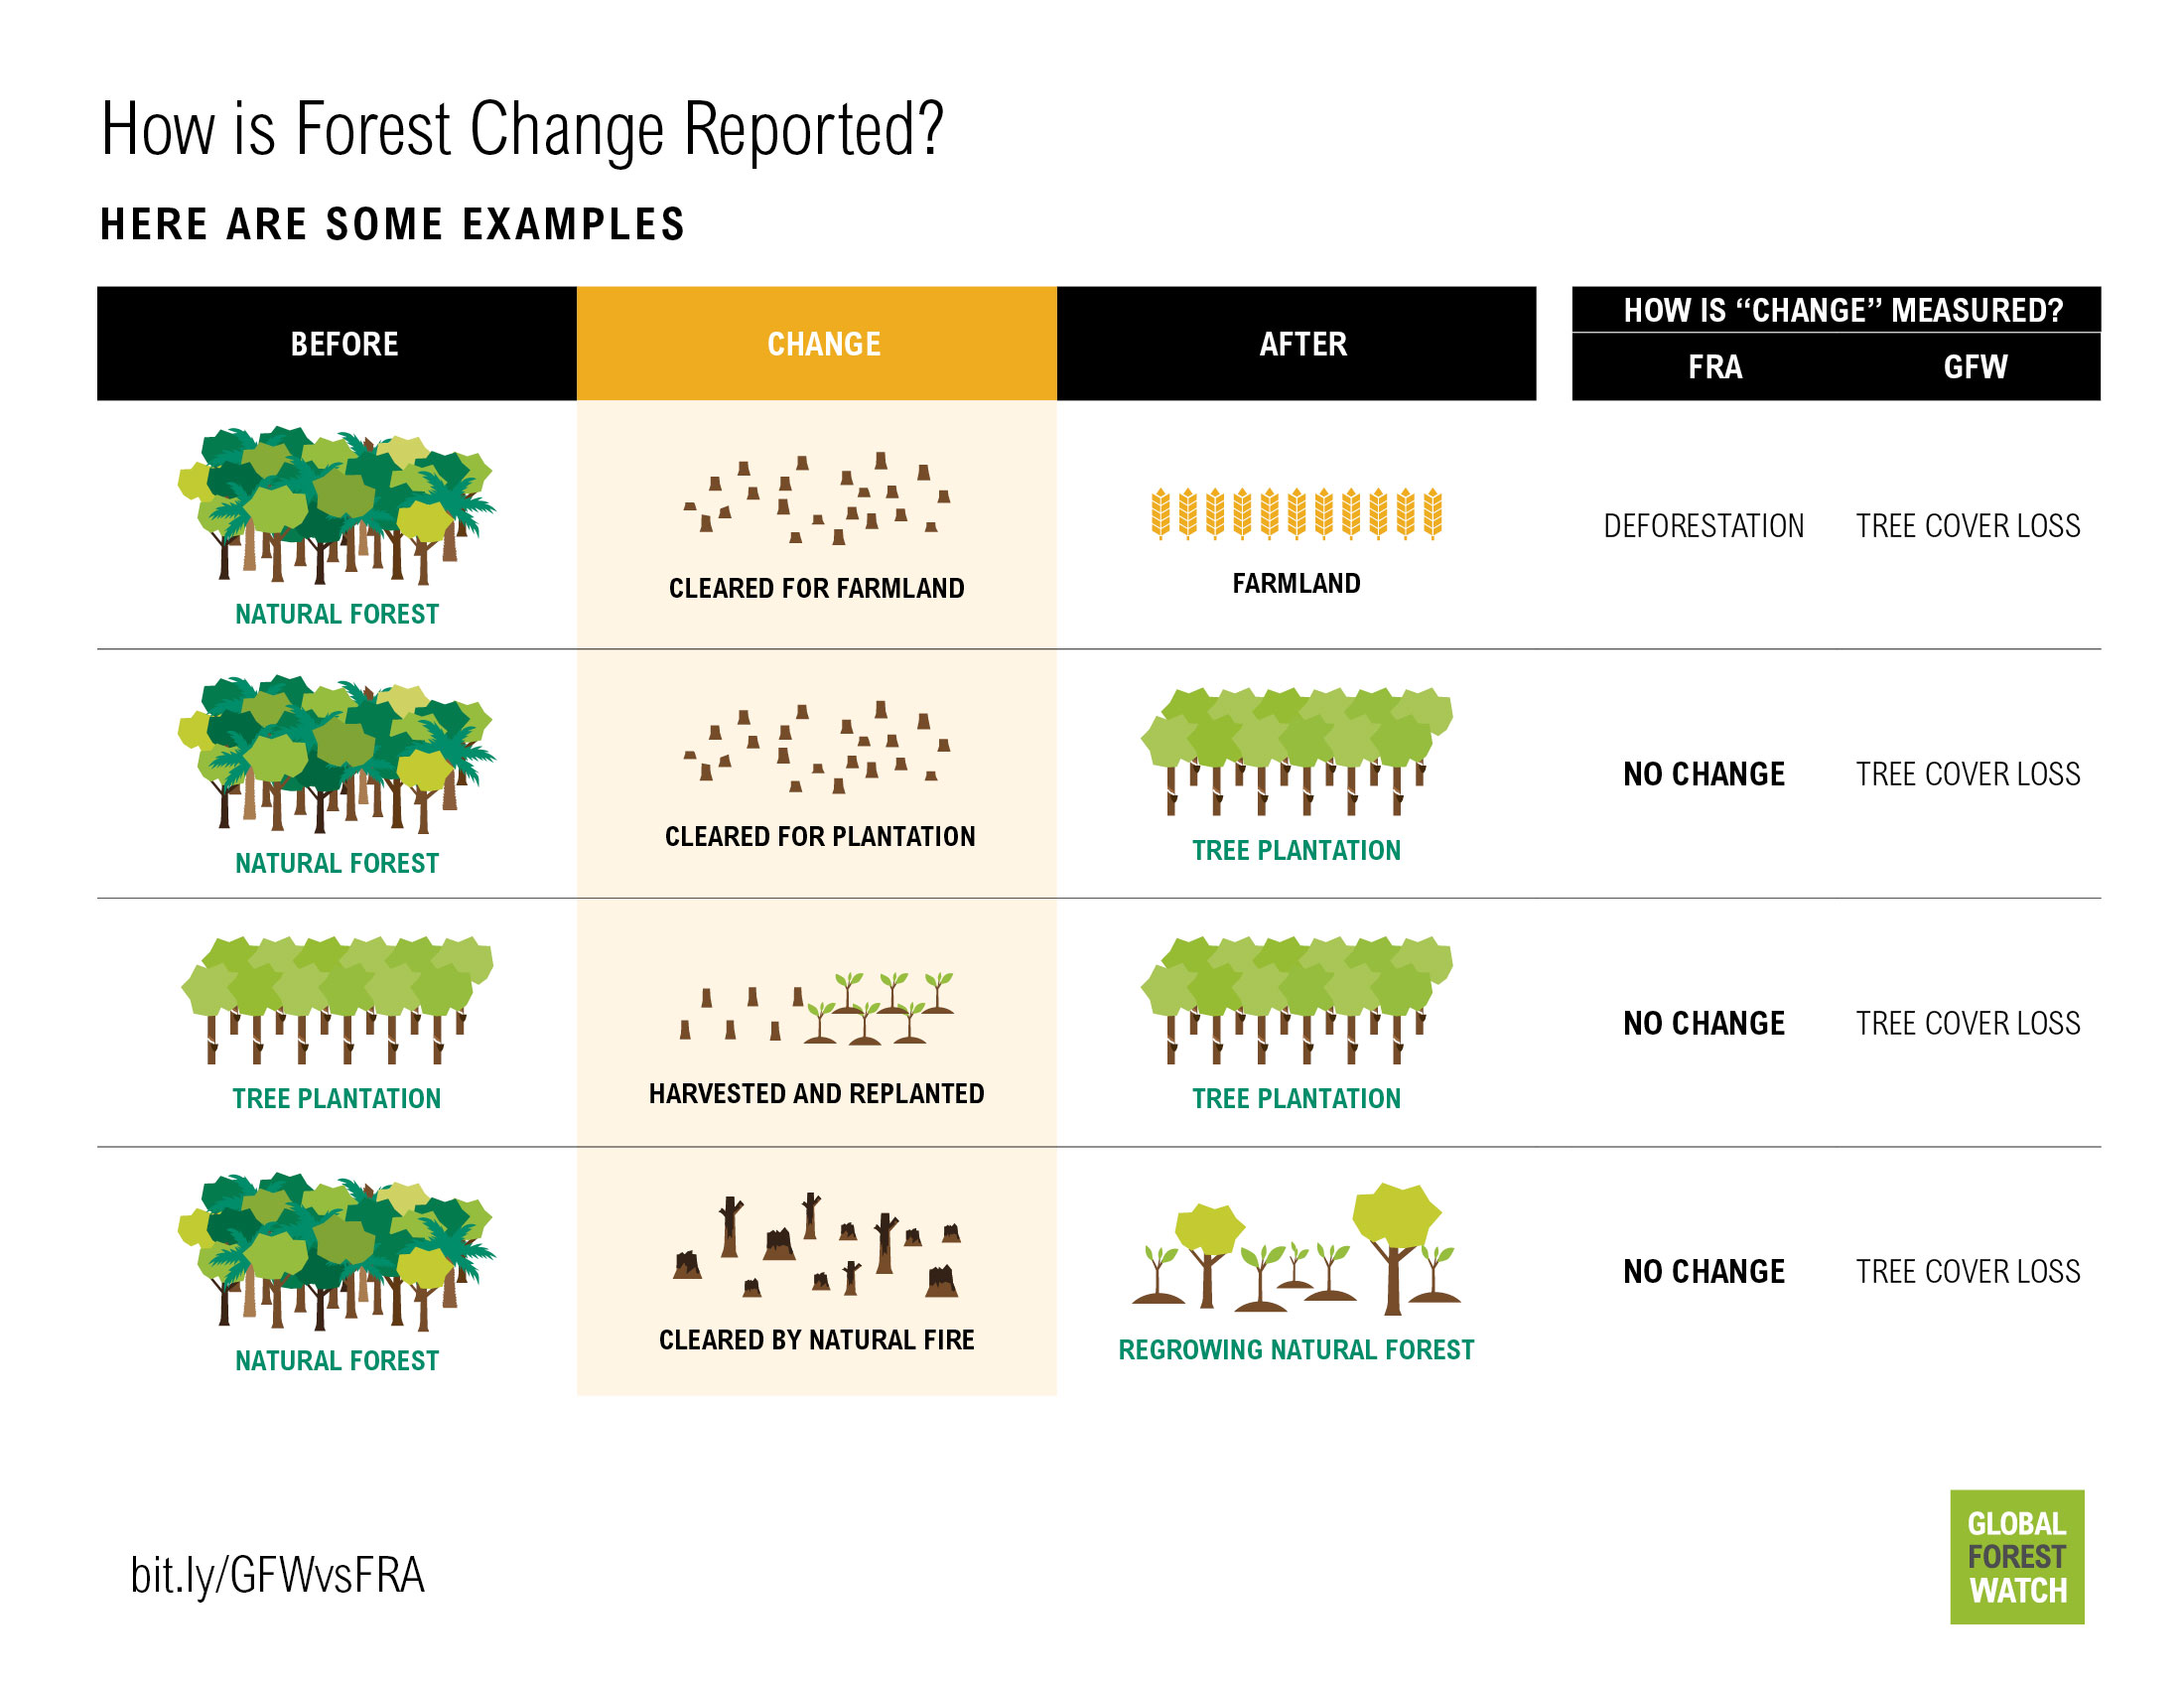 How is Forest Change Reported?
HERE ARE SOME EXAMPLES
BEFORE
CHANGE
AFTER
HOW IS “CHANGE” MEASURED?
FRA
GFW
NATURAL FOREST
CLEARED FOR FARMLAND
FARMLAND
DEFORESTATION
TREE COVER LOSS
NATURAL FOREST
CLEARED FOR PLANTATION
TREE PLANTATION
NO CHANGE
TREE COVER LOSS
TREE PLANTATION
HARVESTED AND REPLANTED
TREE PLANTATION
NO CHANGE
TREE COVER LOSS
NATURAL FOREST
CLEARED BY NATURAL FIRE
REGROWING NATURAL FOREST
NO CHANGE
TREE COVER LOSS
bit.ly/GFWvsFRA
GLOBAL
FOREST
WATCH